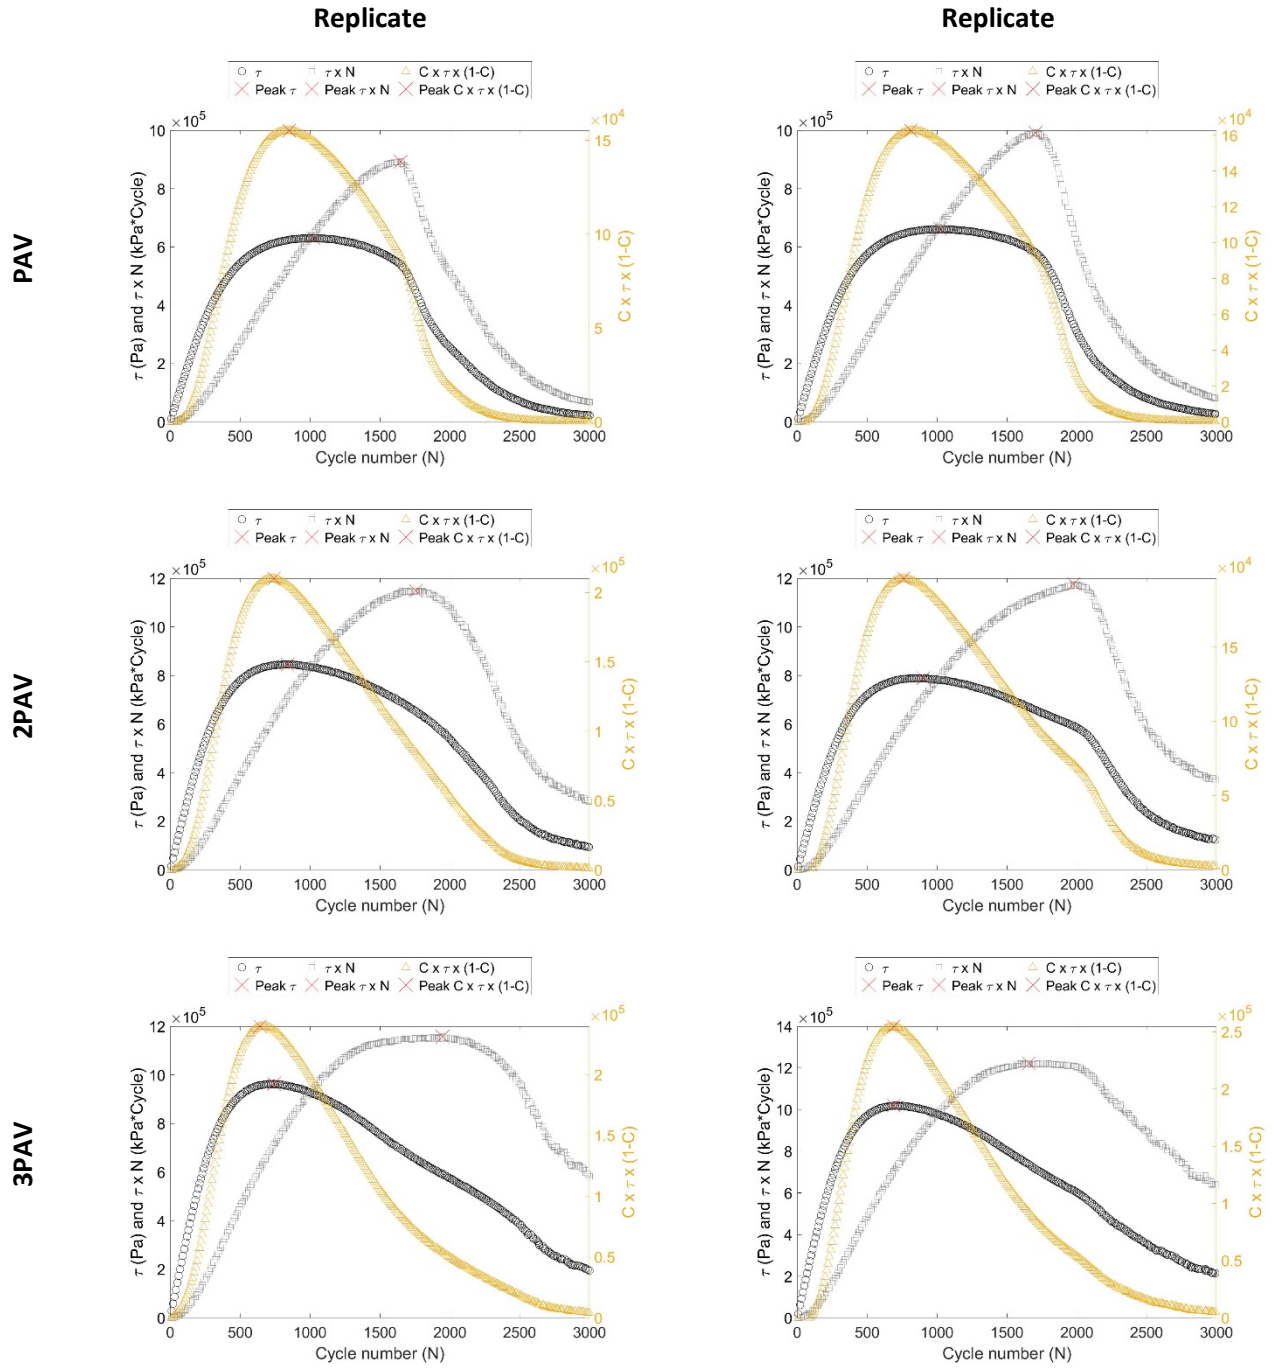 Replicate Replicate
PAV
τ τ x N C x τ x (1-C)
Peak τ Peak τ x N Peak C x τ x (1-C)
×10^5 ×10^4
10
8
6
4
2
0
15
10
5
0
τ (Pa) and τ x N (kPa*Cycle)
C x τ x (1-C)
0 500 1000 1500 2000 2500 3000
Cycle number (N)
τ τ x N C x τ x (1-C)
Peak τ Peak τ x N Peak C x τ x (1-C)
×10^5 ×10^4
10
8
6
4
2
0
16
14
12
10
8
6
4
2
0
τ (Pa) and τ x N (kPa*Cycle)
C x τ x (1-C)
0 500 1000 1500 2000 2500 3000
Cycle number (N)
2PAV
τ τ x N C x τ x (1-C)
Peak τ Peak τ x N Peak C x τ x (1-C)
×10^5 ×10^5
12
10
8
6
4
2
0
2
1.5
1
0.5
0
τ (Pa) and τ x N (kPa*Cycle)
C x τ x (1-C)
0 500 1000 1500 2000 2500 3000
Cycle number (N)
τ τ x N C x τ x (1-C)
Peak τ Peak τ x N Peak C x τ x (1-C)
×10^5 ×10^4
12
10
8
6
4
2
0
15
10
5
0
τ (Pa) and τ x N (kPa*Cycle)
C x τ x (1-C)
0 500 1000 1500 2000 2500 3000
Cycle number (N)
3PAV
τ τ x N C x τ x (1-C)
Peak τ Peak τ x N Peak C x τ x (1-C)
×10^5 ×10^5
12
10
8
6
4
2
0
2
1.5
1
0.5
0
τ (Pa) and τ x N (kPa*Cycle)
C x τ x (1-C)
0 500 1000 1500 2000 2500 3000
Cycle number (N)
τ τ x N C x τ x (1-C)
Peak τ Peak τ x N Peak C x τ x (1-C)
×10^5 ×10^5
14
12
10
8
6
4
2
0
2.5
2
1.5
1
0.5
0
τ (Pa) and τ x N (kPa*Cycle)
C x τ x (1-C)
0 500 1000 1500 2000 2500 3000
Cycle number (N)